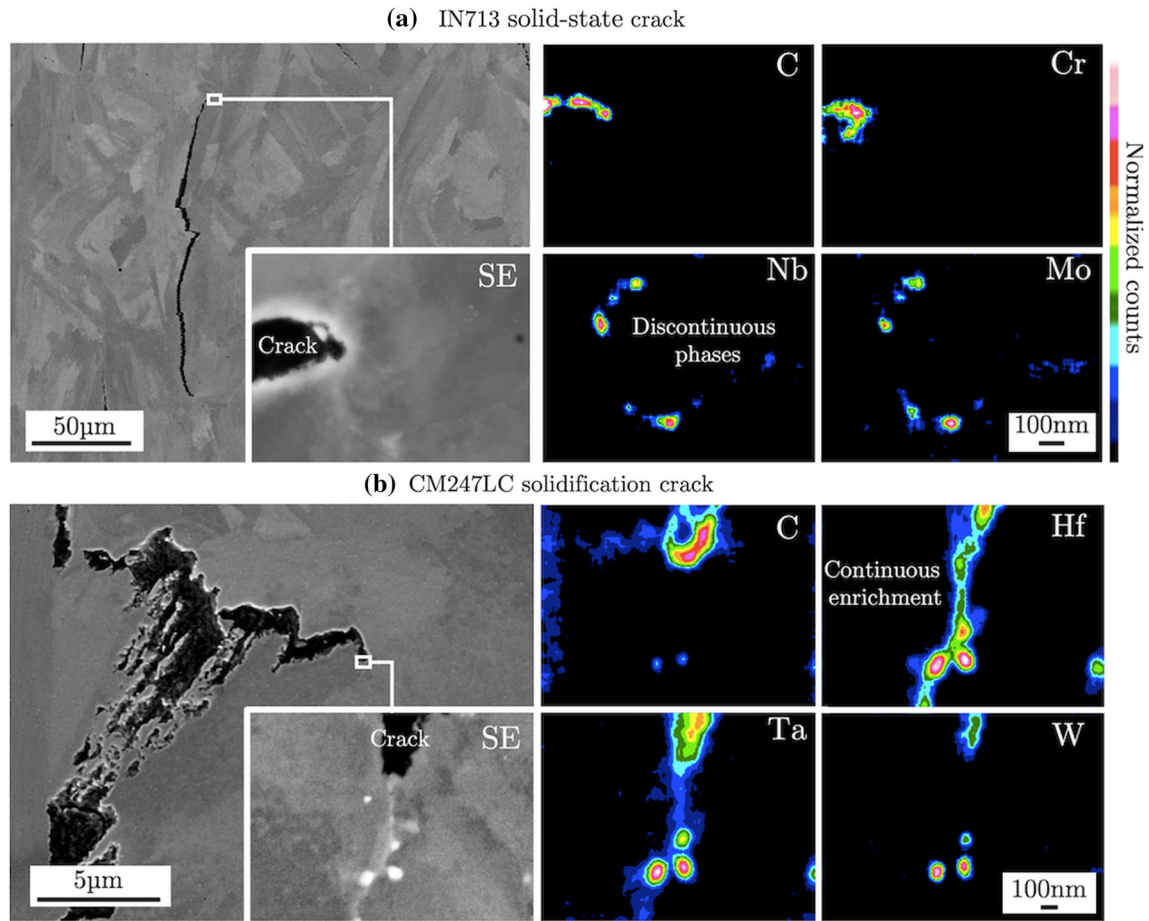 (a) IN713 solid-state crack
C
Cr
Normalized counts
SE
Crack
50µm
Nb
Discontinuous
phases
Mo
100nm
(b) CM247LC solidification crack
C
Hf
Continuous
enrichment
Crack
SE
5µm
Ta
W
100nm